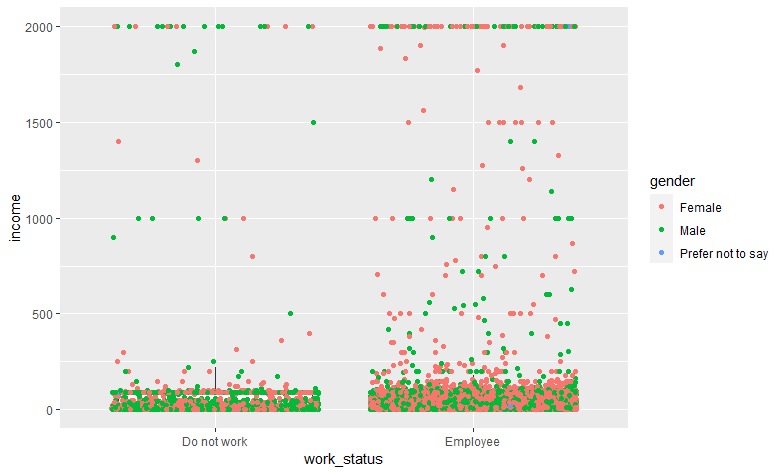 2000
1500
1000
500
0
income
Do not work
Employee
work_status
gender
Female
Male
Prefer not to say